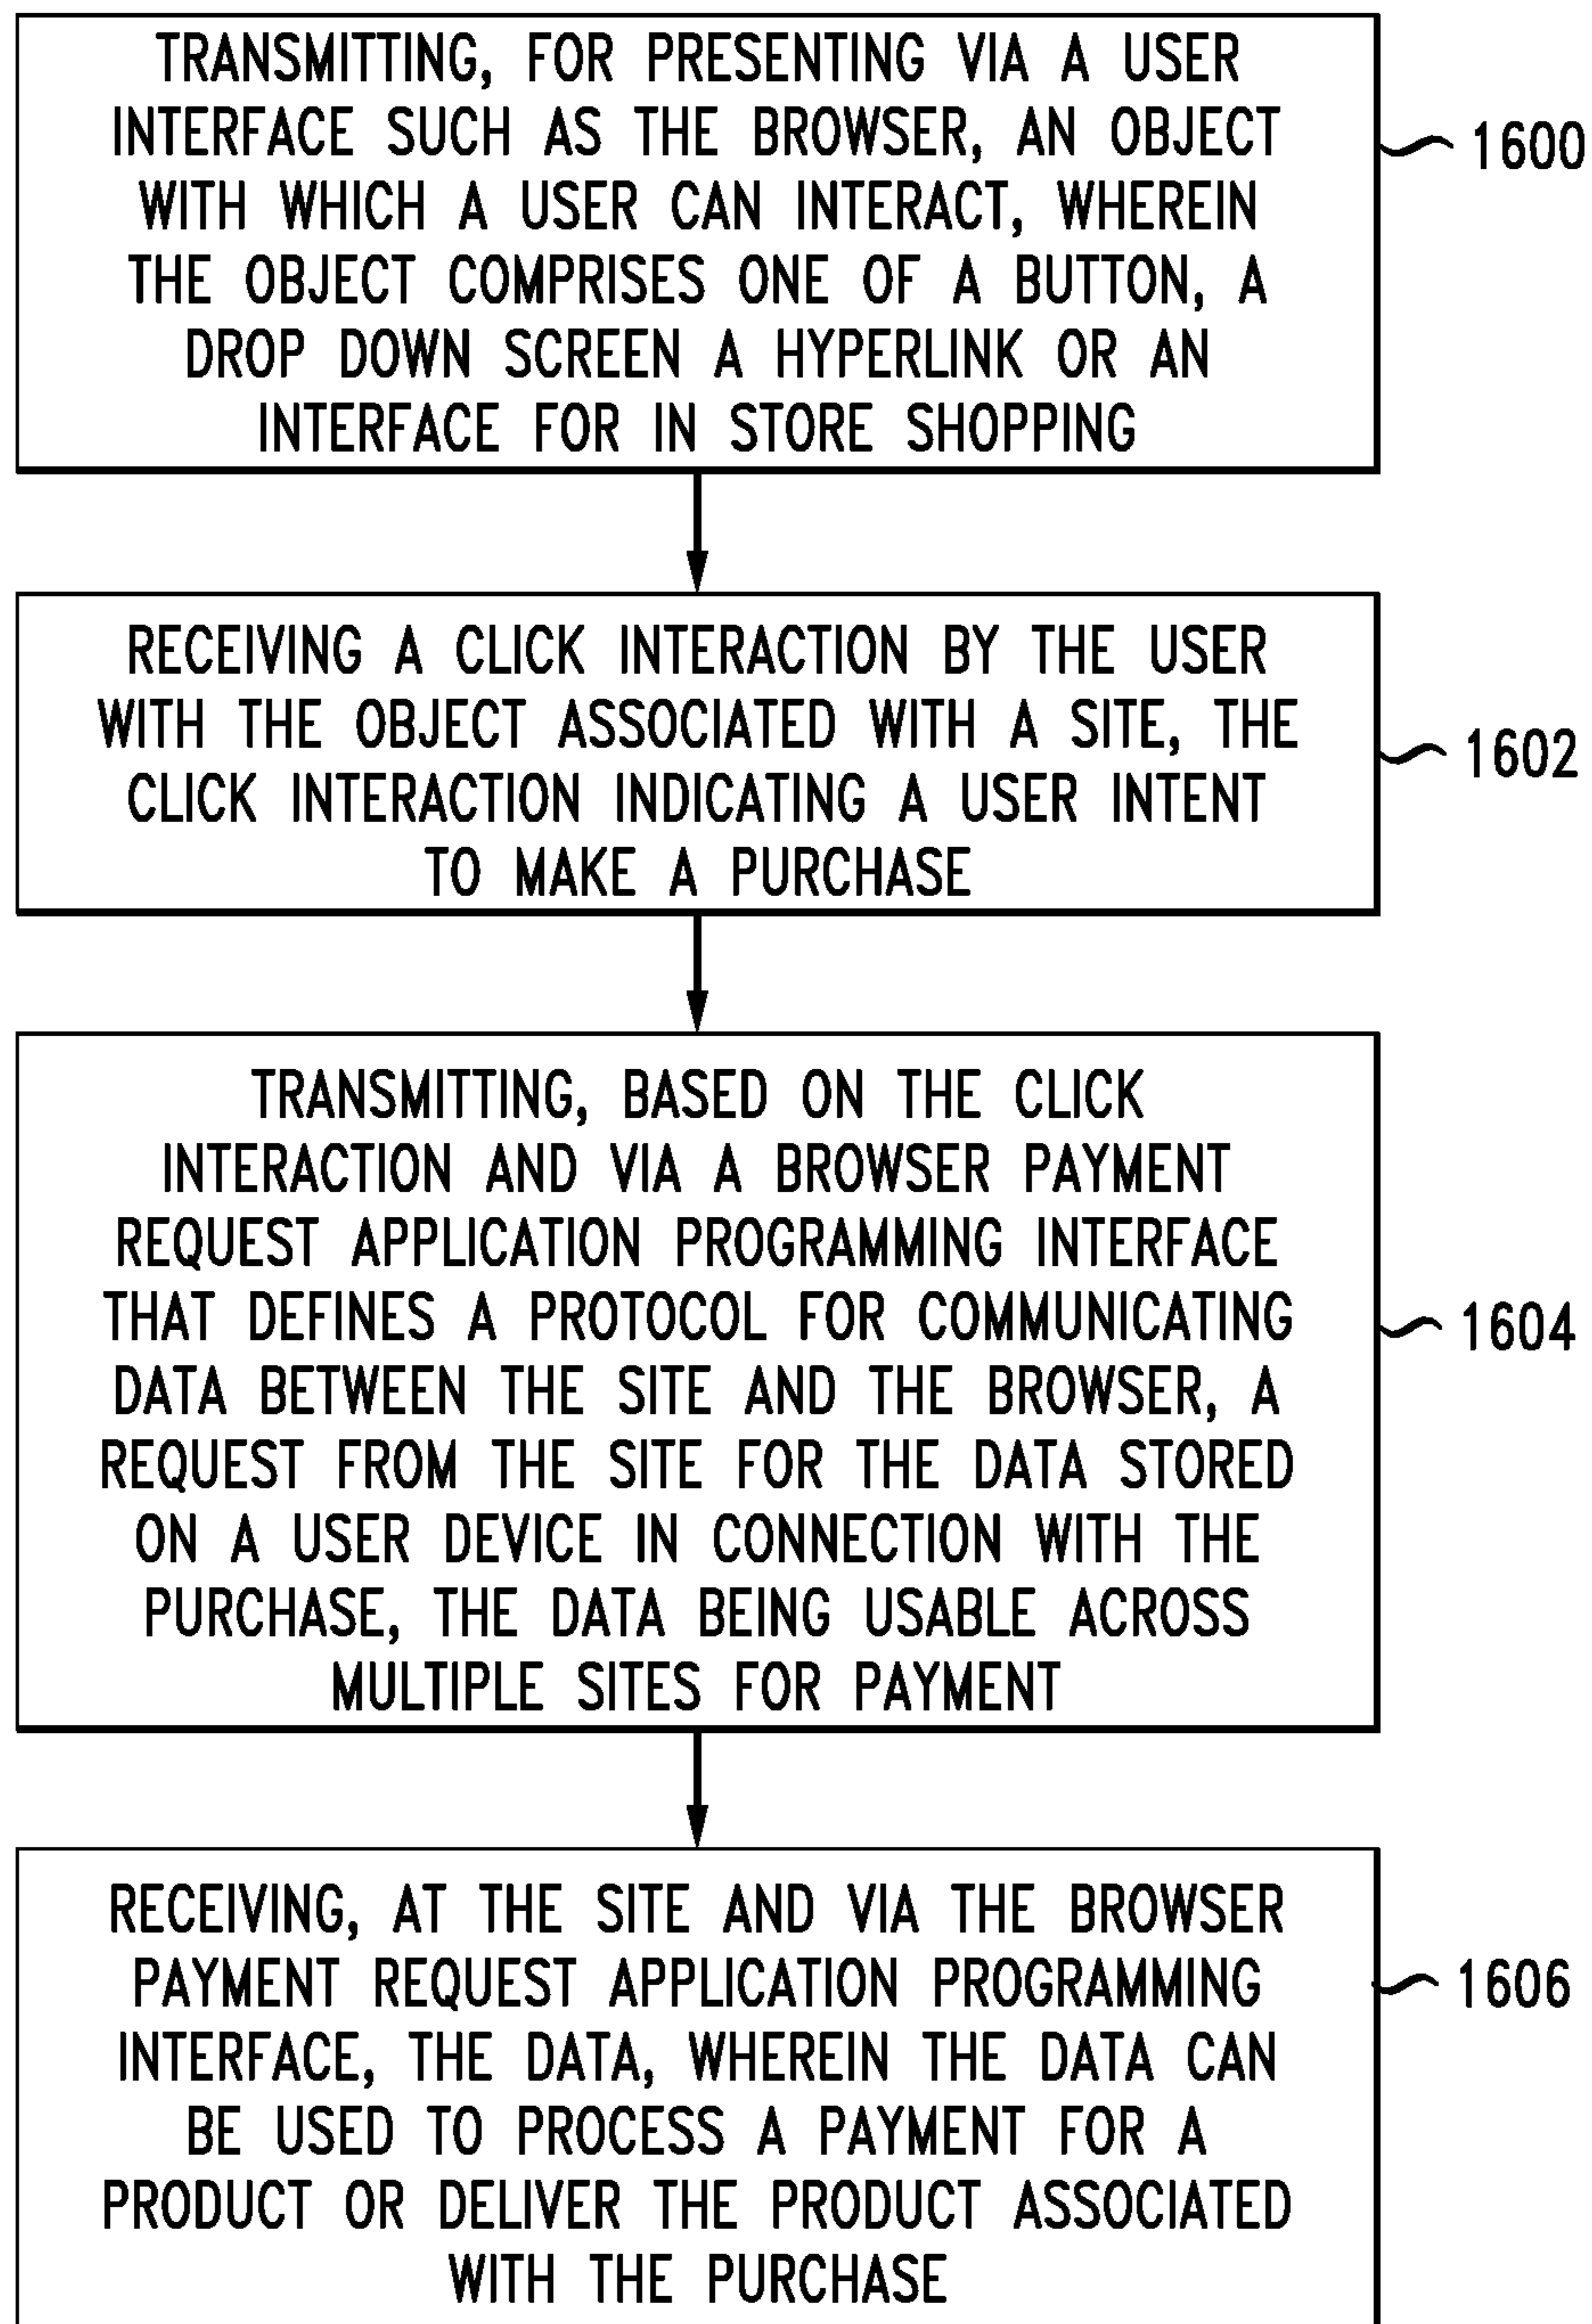 TRANSMITTING, FOR PRESENTING VIA A USER
INTERFACE SUCH AS THE BROWSER, AN OBJECT
WITH WHICH A USER CAN INTERACT, WHEREIN
THE OBJECT COMPRISES ONE OF A BUTTON, A
DROP DOWN SCREEN A HYPERLINK OR AN
INTERFACE FOR IN STORE SHOPPING
1600
RECEIVING A CLICK INTERACTION BY THE USER
WITH THE OBJECT ASSOCIATED WITH A SITE, THE
CLICK INTERACTION INDICATING A USER INTENT
TO MAKE A PURCHASE
1602
TRANSMITTING, BASED ON THE CLICK
INTERACTION AND VIA A BROWSER PAYMENT
REQUEST APPLICATION PROGRAMMING INTERFACE
THAT DEFINES A PROTOCOL FOR COMMUNICATING
DATA BETWEEN THE SITE AND THE BROWSER, A
REQUEST FROM THE SITE FOR THE DATA STORED
ON A USER DEVICE IN CONNECTION WITH THE
PURCHASE, THE DATA BEING USABLE ACROSS
MULTIPLE SITES FOR PAYMENT
1604
RECEIVING, AT THE SITE AND VIA THE BROWSER
PAYMENT REQUEST APPLICATION PROGRAMMING
INTERFACE, THE DATA, WHEREIN THE DATA CAN
BE USED TO PROCESS A PAYMENT FOR A
PRODUCT OR DELIVER THE PRODUCT ASSOCIATED
WITH THE PURCHASE
1606